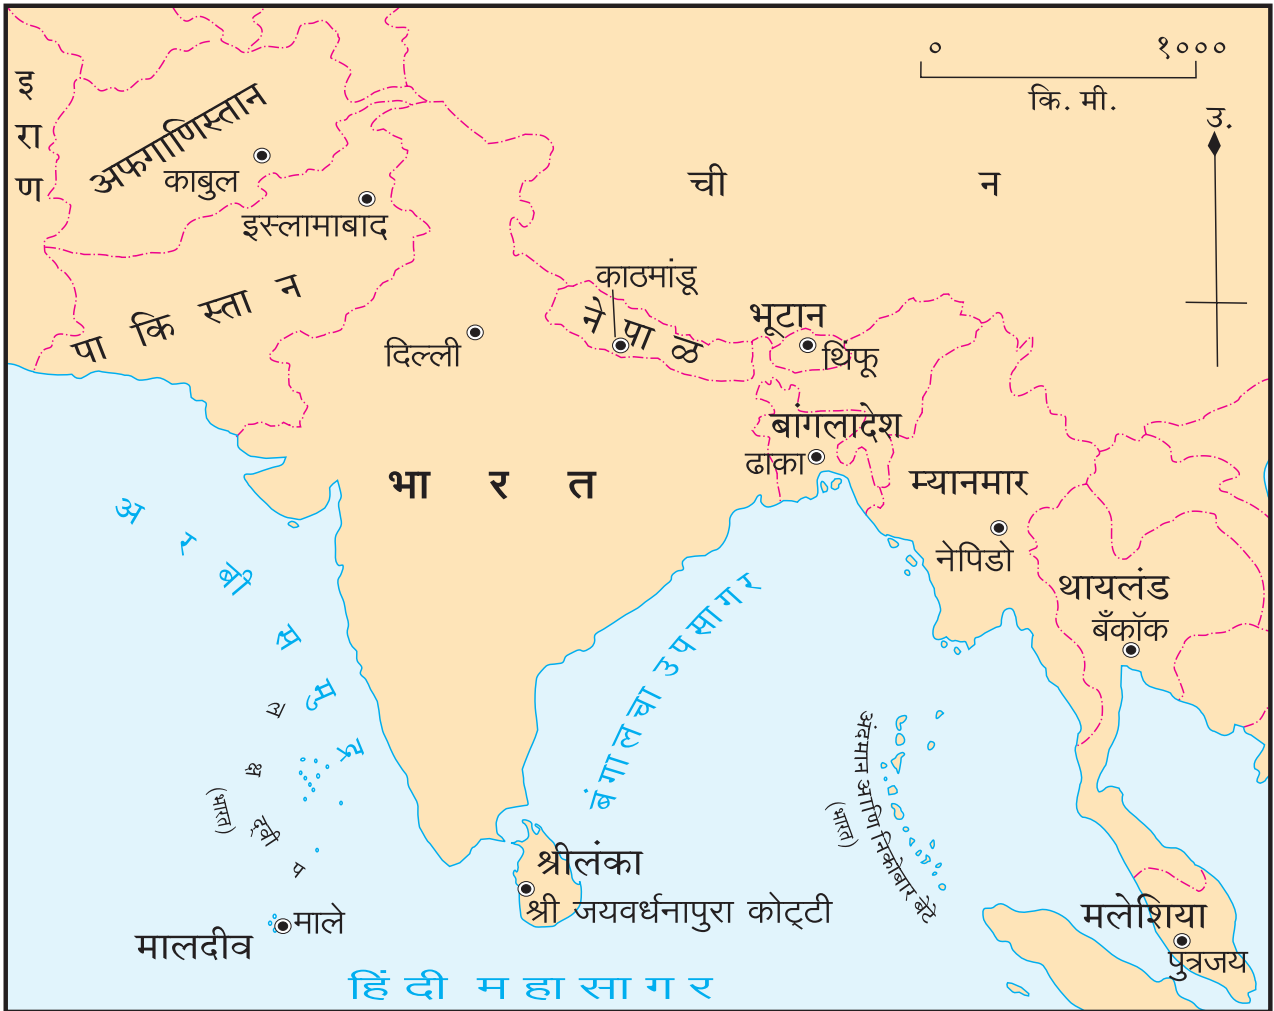 ० १०००
कि. मी.
उ.
इराण
अफगाणिस्तान
काबुल
इस्लामाबाद
चीन
पाकिस्तान
काठमांडू
नेपाळ
भूटान
थिंफू
दिल्ली
बांगलादेश
ढाका
भारत
म्यानमार
नेपिडो
थायलंड
बँकॉक
अरबी समुद्र
बंगालचा उपसागर
लक्षद्वीप
(भारत)
अंदमान आणि निकोबार बेटे
(भारत)
श्रीलंका
श्री जयवर्धनापुरा कोट्टी
माले
मालदीव
मलेशिया
पुत्रजय
हिंदी महासागर